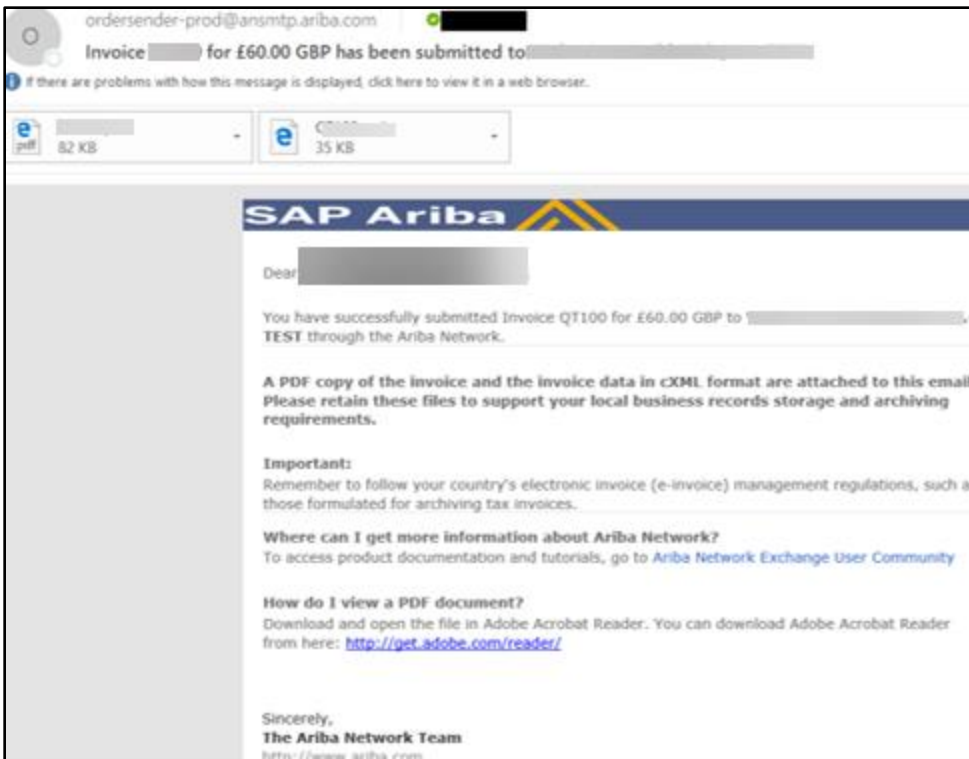 O
ordersender-prod@ansmtp.ariba.com
Invoice for £60.00 GBP has been submitted to
If there are problems with how this message is displayed, click here to view it in a web browser.
pdf
82 KB
35 KB
SAP Ariba
Dear
You have successfully submitted Invoice QT100 for £60.00 GBP to
TEST through the Ariba Network.
A PDF copy of the invoice and the invoice data in cXML format are attached to this email
Please retain these files to support your local business records storage and archiving
requirements.
Important:
Remember to follow your country's electronic invoice (e-invoice) management regulations, such a
those formulated for archiving tax invoices.
Where can I get more information about Ariba Network?
To access product documentation and tutorials, go to Ariba Network Exchange User Community
How do I view a PDF document?
Download and open the file in Adobe Acrobat Reader. You can download Adobe Acrobat Reader
from here: http://get.adobe.com/reader/
Sincerely,
The Ariba Network Team
http://www.ariba.com